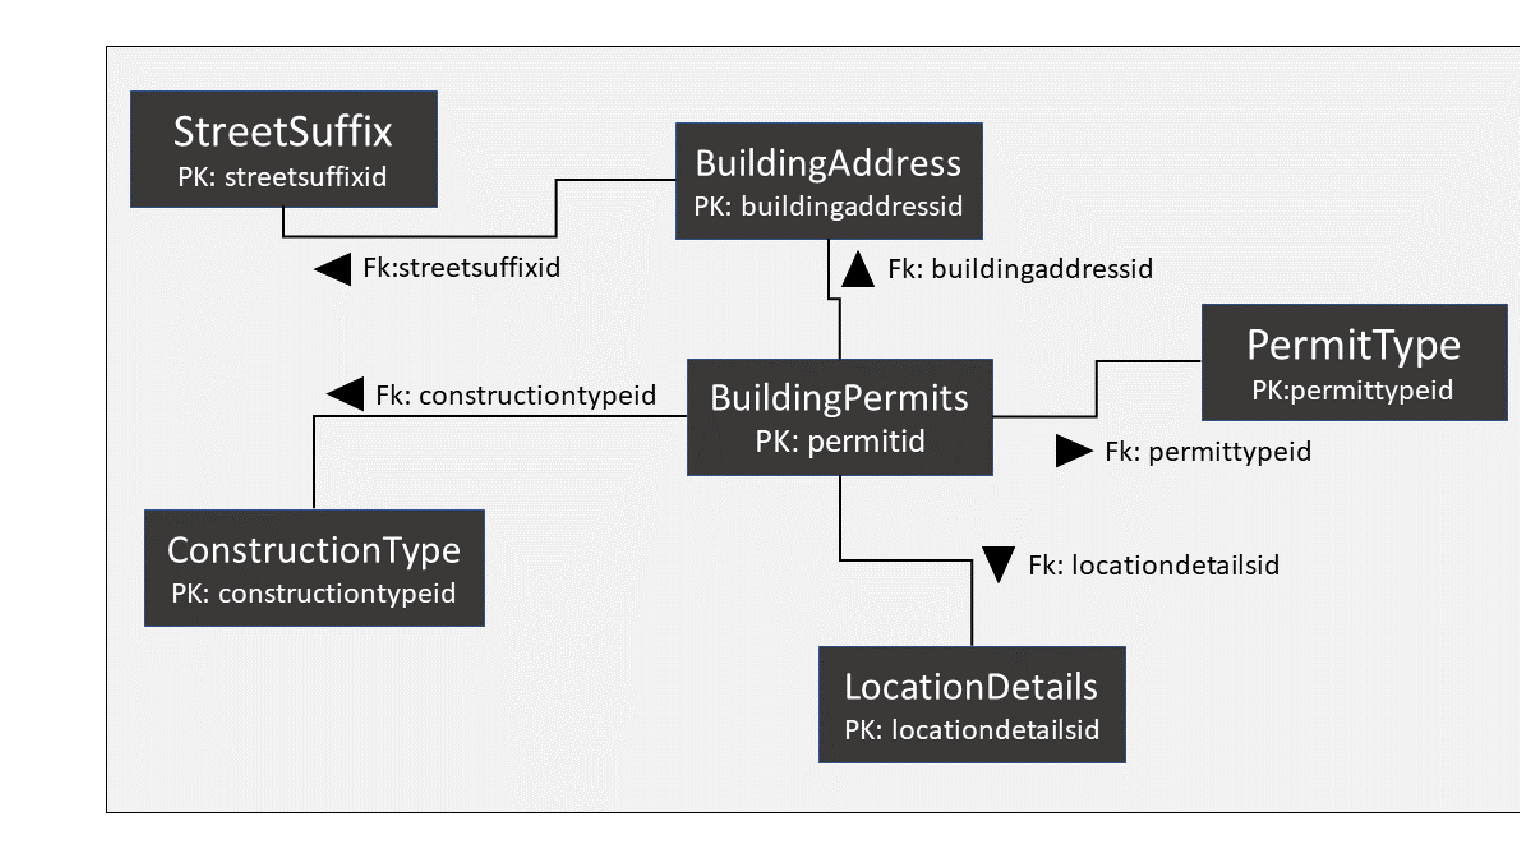 StreetSuffix
PK: streetsuffixid
BuildingAddress
PK: buildingaddressid
Fk:streetsuffixid
Fk: buildingaddressid
PermitType
PK:permittypeid
Fk: constructiontypeid
BuildingPermits
PK: permitid
Fk: permittypeid
ConstructionType
PK: constructiontypeid
Fk: locationdetailsid
LocationDetails
PK: locationdetailsid